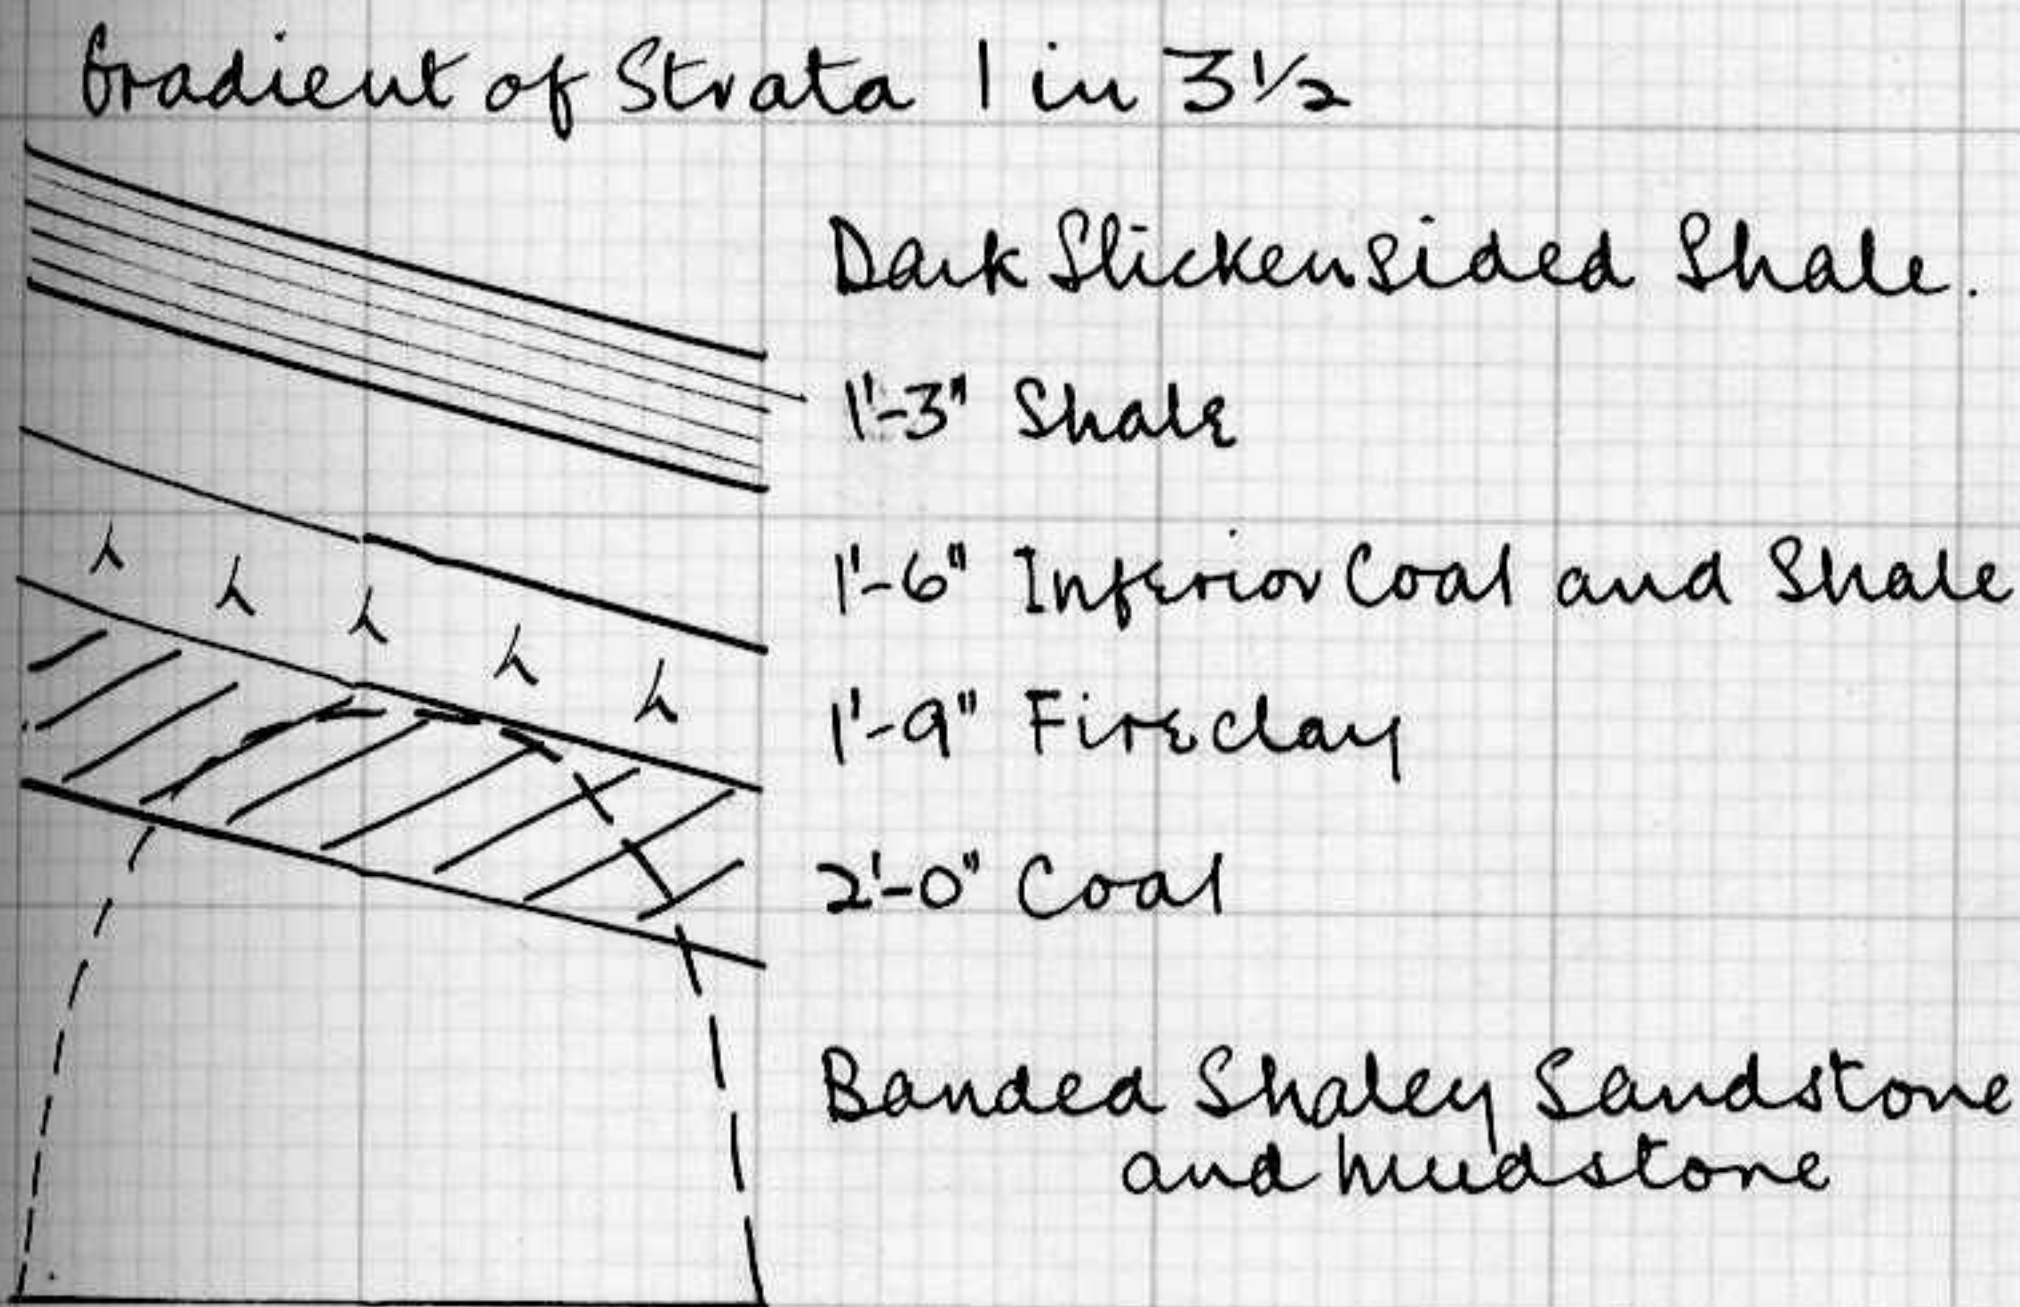 Gradient of Strata 1 in 3½
Dark Slickensided Shale.
1'-3" Shale
1'-6" Inferior Coal and Shale
1'-9" Fireclay
2'-0" Coal
Banded Shaley Sandstone
and Mudstone